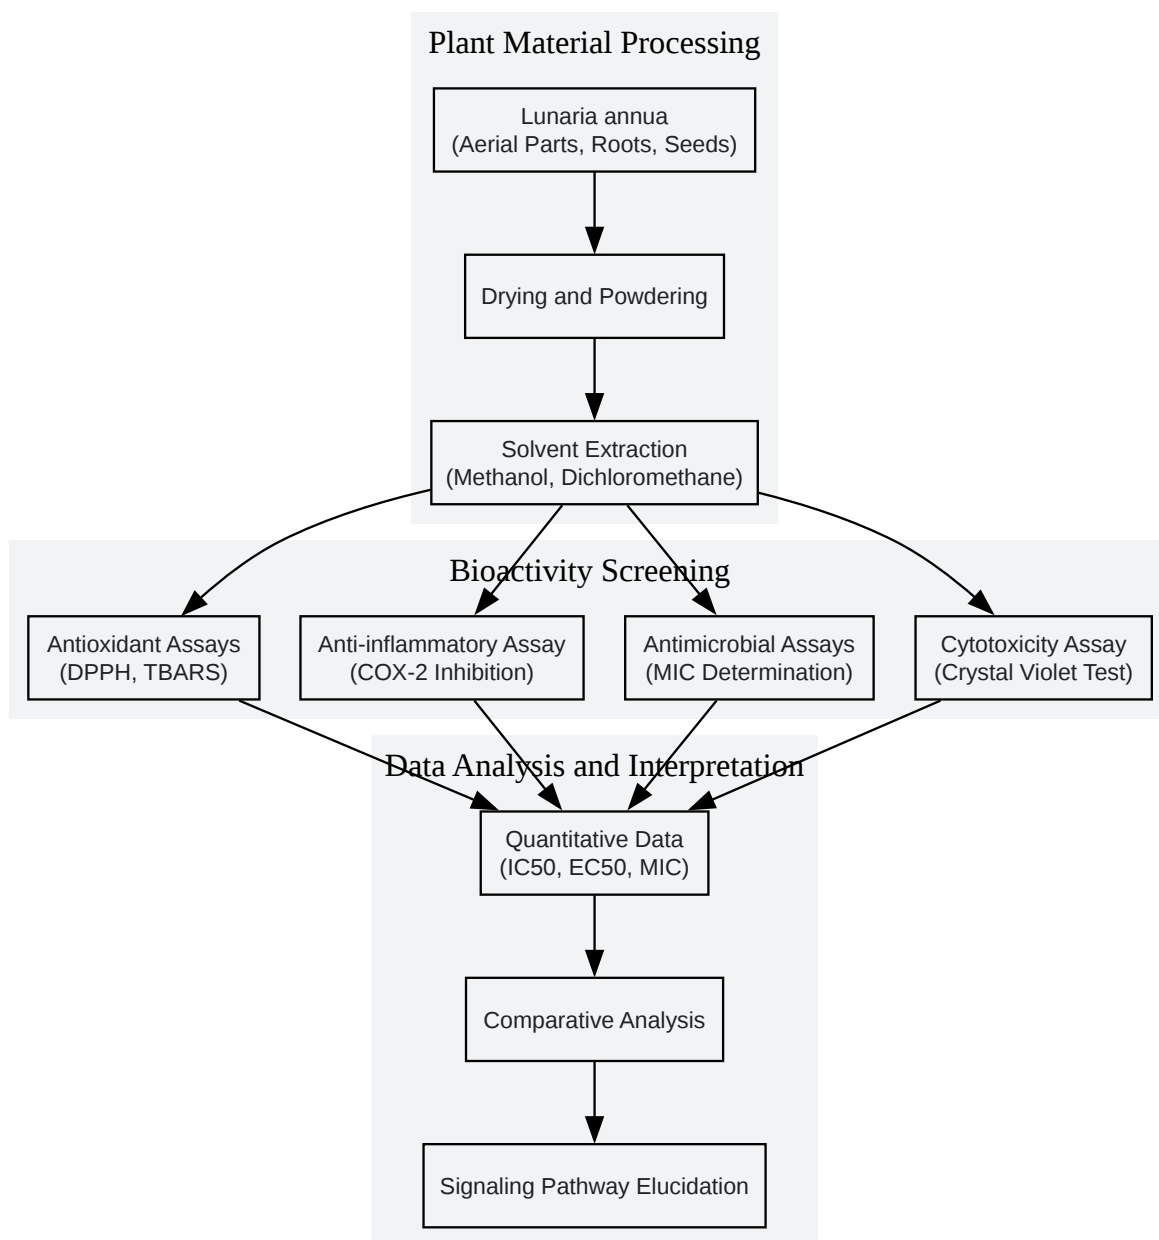 Plant Material Processing
Lunaria annua
(Aerial Parts, Roots, Seeds)
Drying and Powdering
Solvent Extraction
(Methanol, Dichloromethane)
Bioactivity Screening
Antioxidant Assays
(DPPH, TBARS)
Anti-inflammatory Assay
(COX-2 Inhibition)
Antimicrobial Assays
(MIC Determination)
Cytotoxicity Assay
(Crystal Violet Test)
Data Analysis and Interpretation
Quantitative Data
(IC50, EC50, MIC)
Comparative Analysis
Signaling Pathway Elucidation